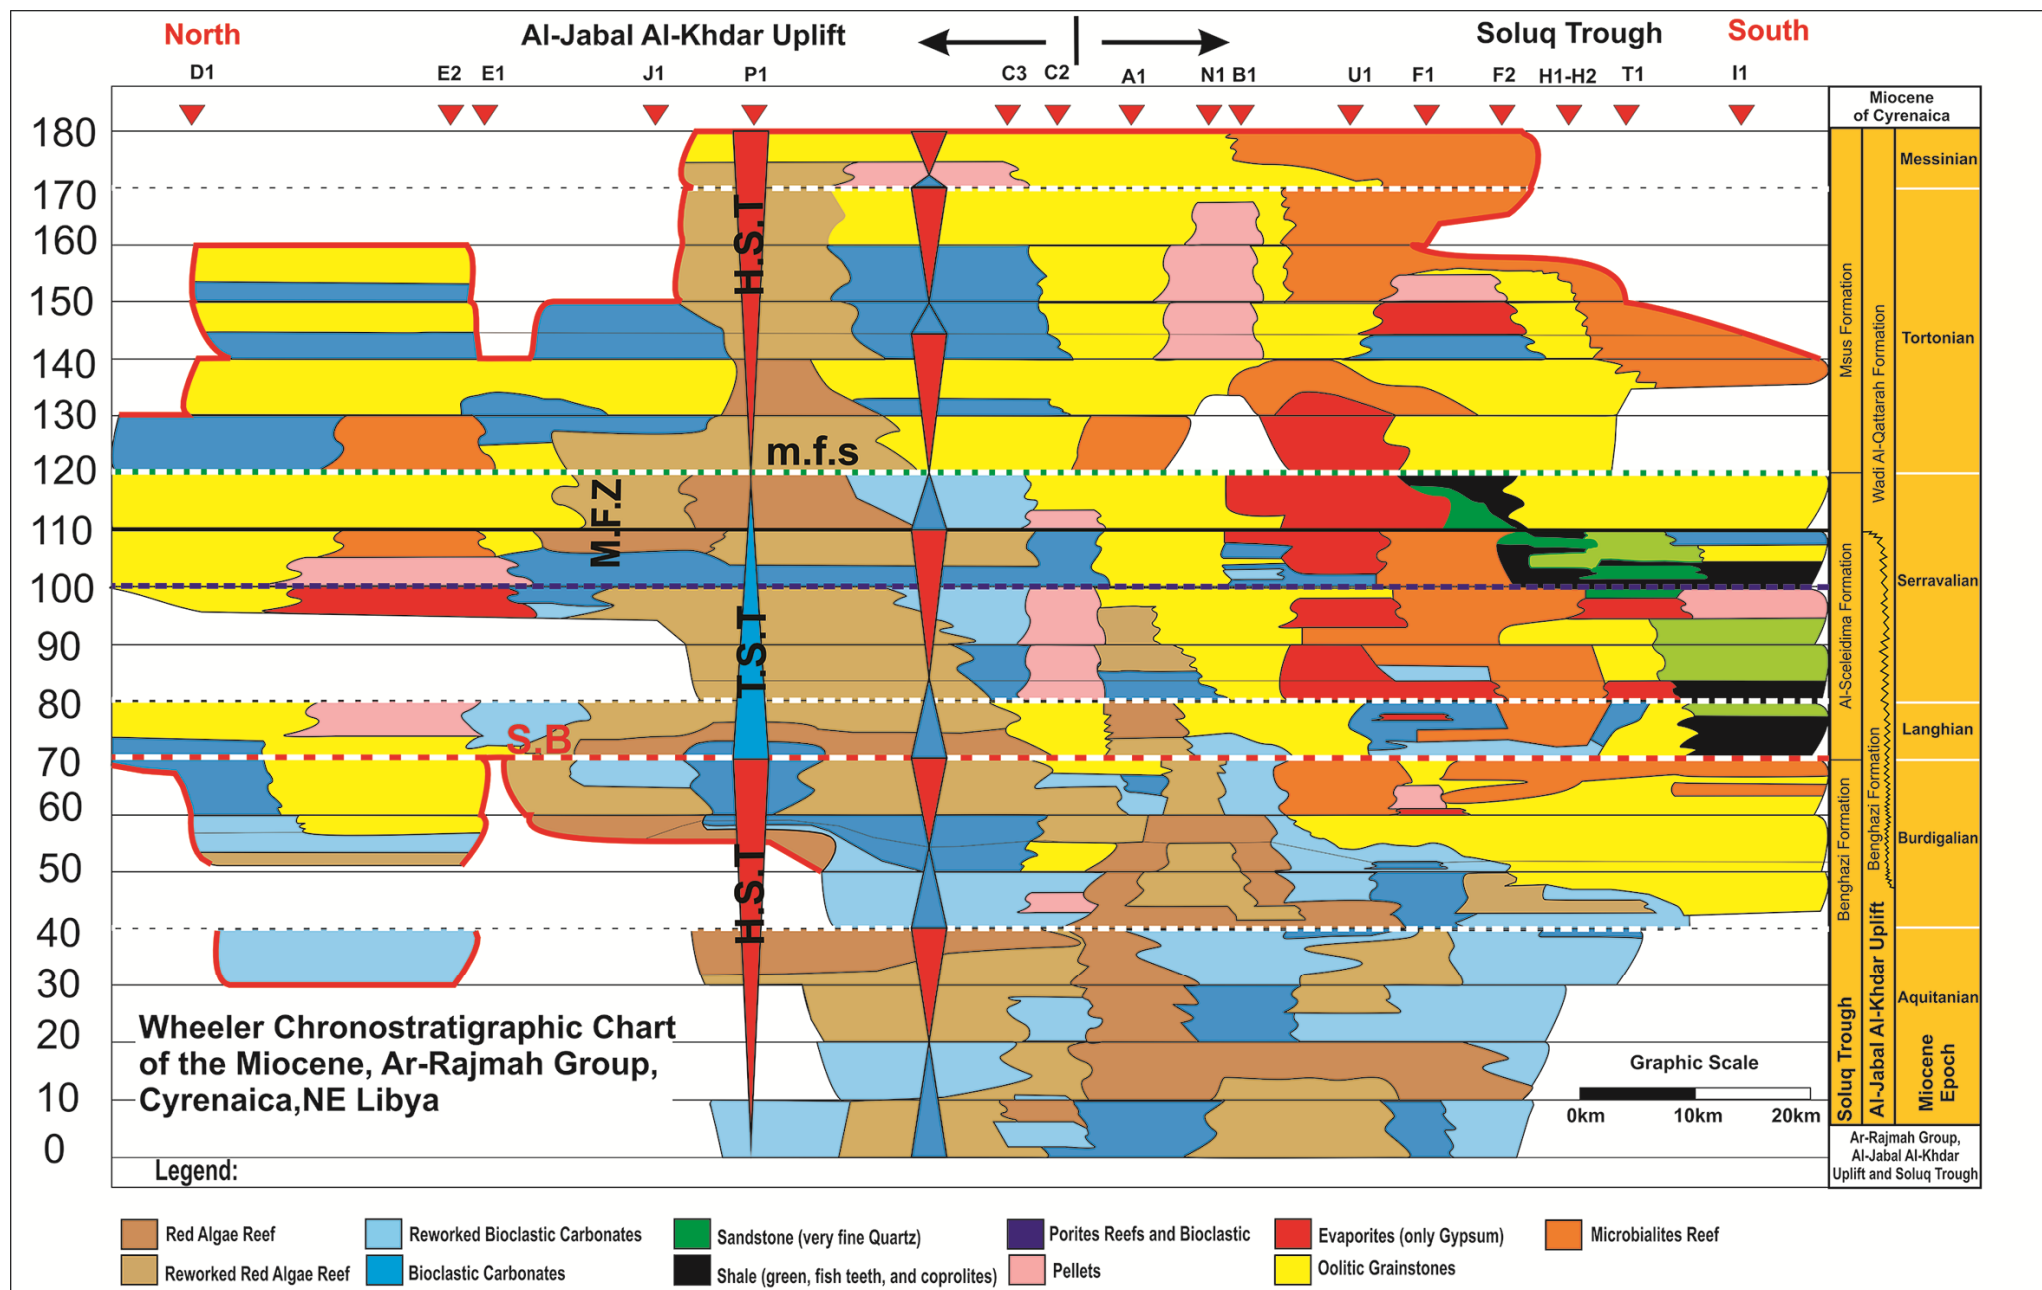 North
Al-Jabal Al-Khdar Uplift
Soluq Trough
South
D1
E2
E1
J1
P1
C3
C2
A1
N1
B1
U1
F1
F2
H1-H2
T1
I1
Miocene
of Cyrenaica
180
170
160
150
140
130
120
110
100
90
80
70
60
50
40
30
20
10
0
H.S.T
m.f.s
M.F.Z
T.S.T
S.B
H.S.T
Msus Formation
Al-Sceleidima Formation
Benghazi Formation
Soluq Trough
Wadi Al-Qattarah Formation
Benghazi Formation
Al-Jabal Al-Khdar Uplift
Messinian
Tortonian
Serravalian
Langhian
Burdigalian
Aquitanian
Miocene
Epoch
Wheeler Chronostratigraphic Chart
of the Miocene, Ar-Rajmah Group,
Cyrenaica,NE Libya
Graphic Scale
0km
10km
20km
Ar-Rajmah Group,
Al-Jabal Al-Khdar
Uplift and Soluq Trough
Legend:
Red Algae Reef
Reworked Bioclastic Carbonates
Sandstone (very fine Quartz)
Porites Reefs and Bioclastic
Evaporites (only Gypsum)
Microbialites Reef
Reworked Red Algae Reef
Bioclastic Carbonates
Shale (green, fish teeth, and coprolites)
Pellets
Oolitic Grainstones